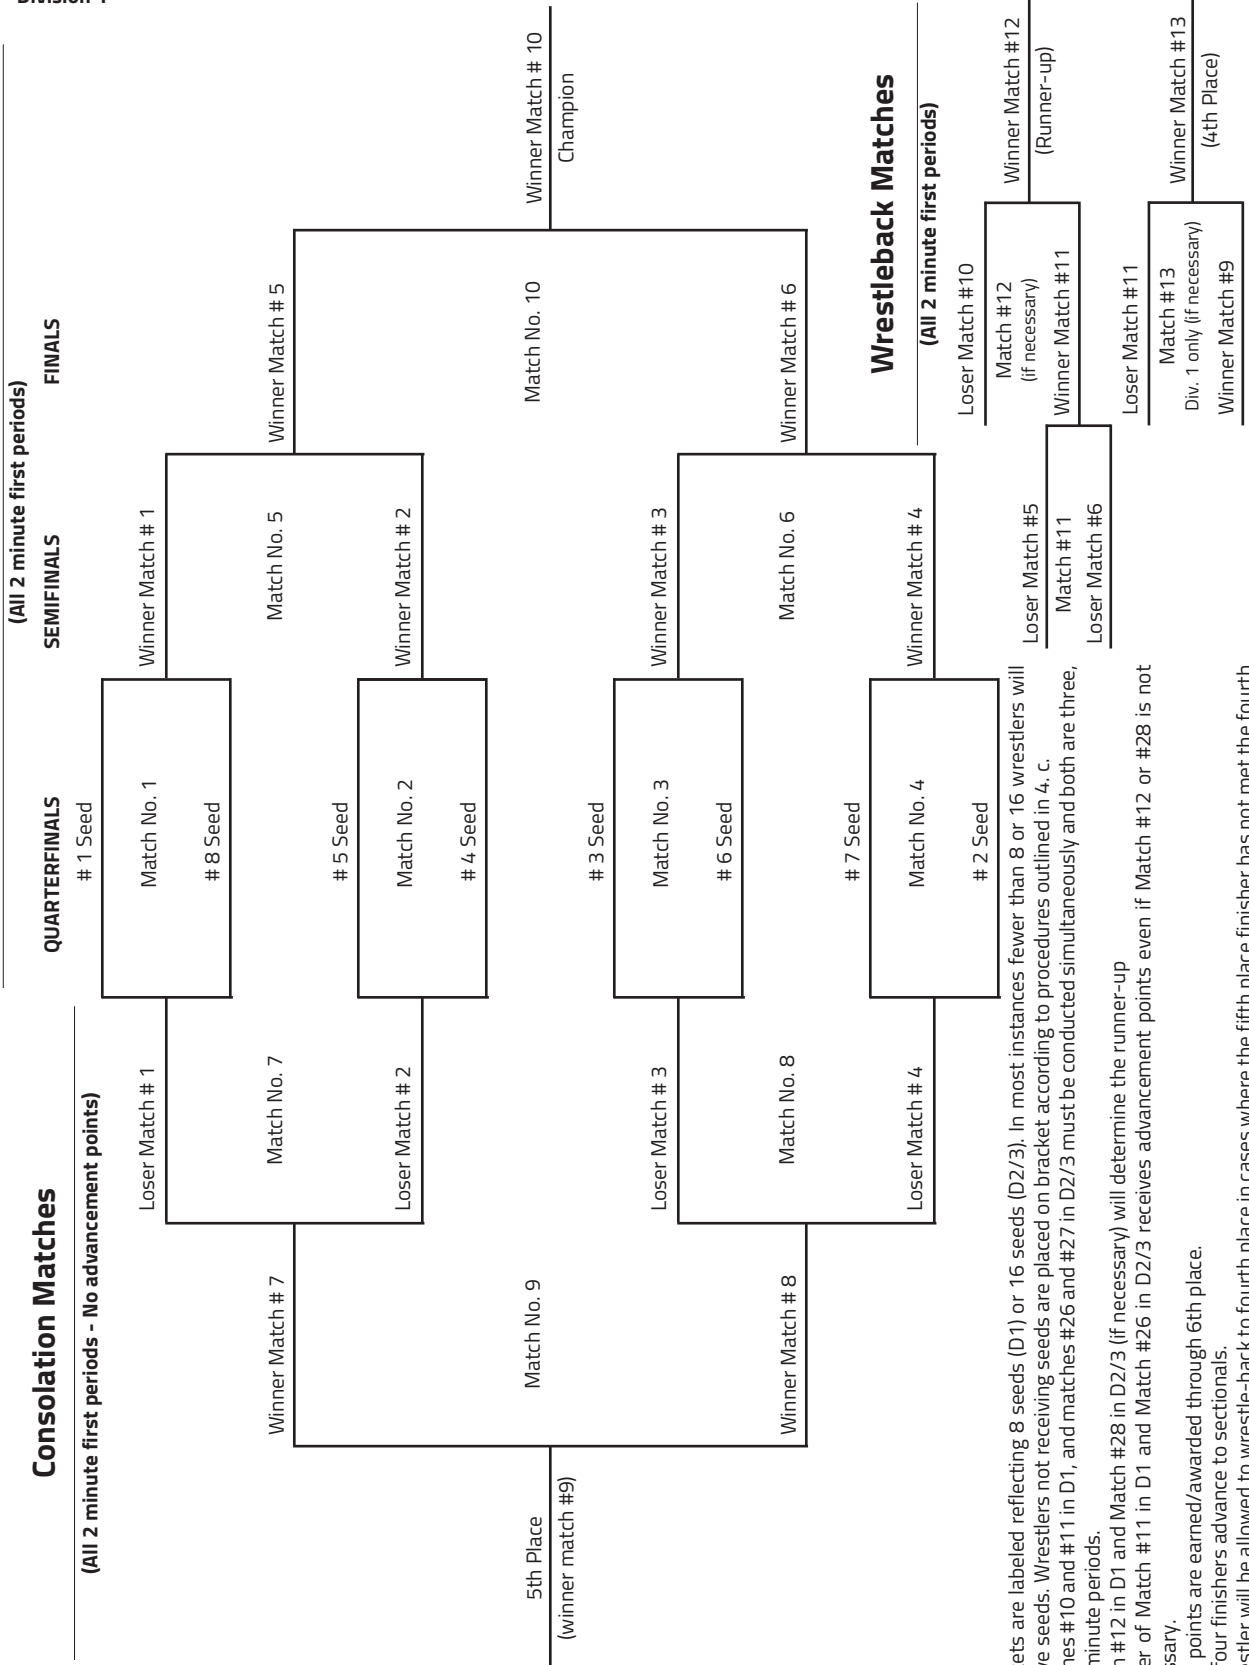 Division 1
(All 2 minute first periods)
Consolation Matches
(All 2 minute first periods - No advancement points)
QUARTERFINALS
SEMIFINALS
FINALS
# 1 Seed
Match No. 1
# 8 Seed
# 5 Seed
Match No. 2
# 4 Seed
# 3 Seed
Match No. 3
# 6 Seed
# 7 Seed
Match No. 4
# 2 Seed
Winner Match # 1
Match No. 5
Winner Match # 2
Winner Match # 3
Match No. 6
Winner Match # 4
Winner Match # 5
Match No. 10
Winner Match # 6
Winner Match # 10
Champion
Loser Match # 1
Match No. 7
Loser Match # 2
Loser Match # 3
Match No. 8
Loser Match # 4
Winner Match # 7
Match No. 9
Winner Match # 8
5th Place
(winner match #9)
Wrestleback Matches
(All 2 minute first periods)
Loser Match #5
Match #11
Loser Match #6
Loser Match #10
Match #12
(if necessary)
Winner Match #11
Winner Match #12
(Runner-up)
Loser Match #11
Match #13
Div. 1 only (if necessary)
Winner Match #9
Winner Match #13
(4th Place)
ets are labeled reflecting 8 seeds (D1) or 16 seeds (D2/3). In most instances fewer than 8 or 16 wrestlers will
ve seeds. Wrestlers not receiving seeds are placed on bracket according to procedures outlined in 4. c.
hes #10 and #11 in D1, and matches #26 and #27 in D2/3 must be conducted simultaneously and both are three,
minute periods.
h #12 in D1 and Match #28 in D2/3 (if necessary) will determine the runner-up
er of Match #11 in D1 and Match #26 in D2/3 receives advancement points even if Match #12 or #28 is not
ssary.
points are earned/awarded through 6th place.
four finishers advance to sectionals.
estler will be allowed to wrestle-back to fourth place in cases where the fifth place finisher has not met the fourth